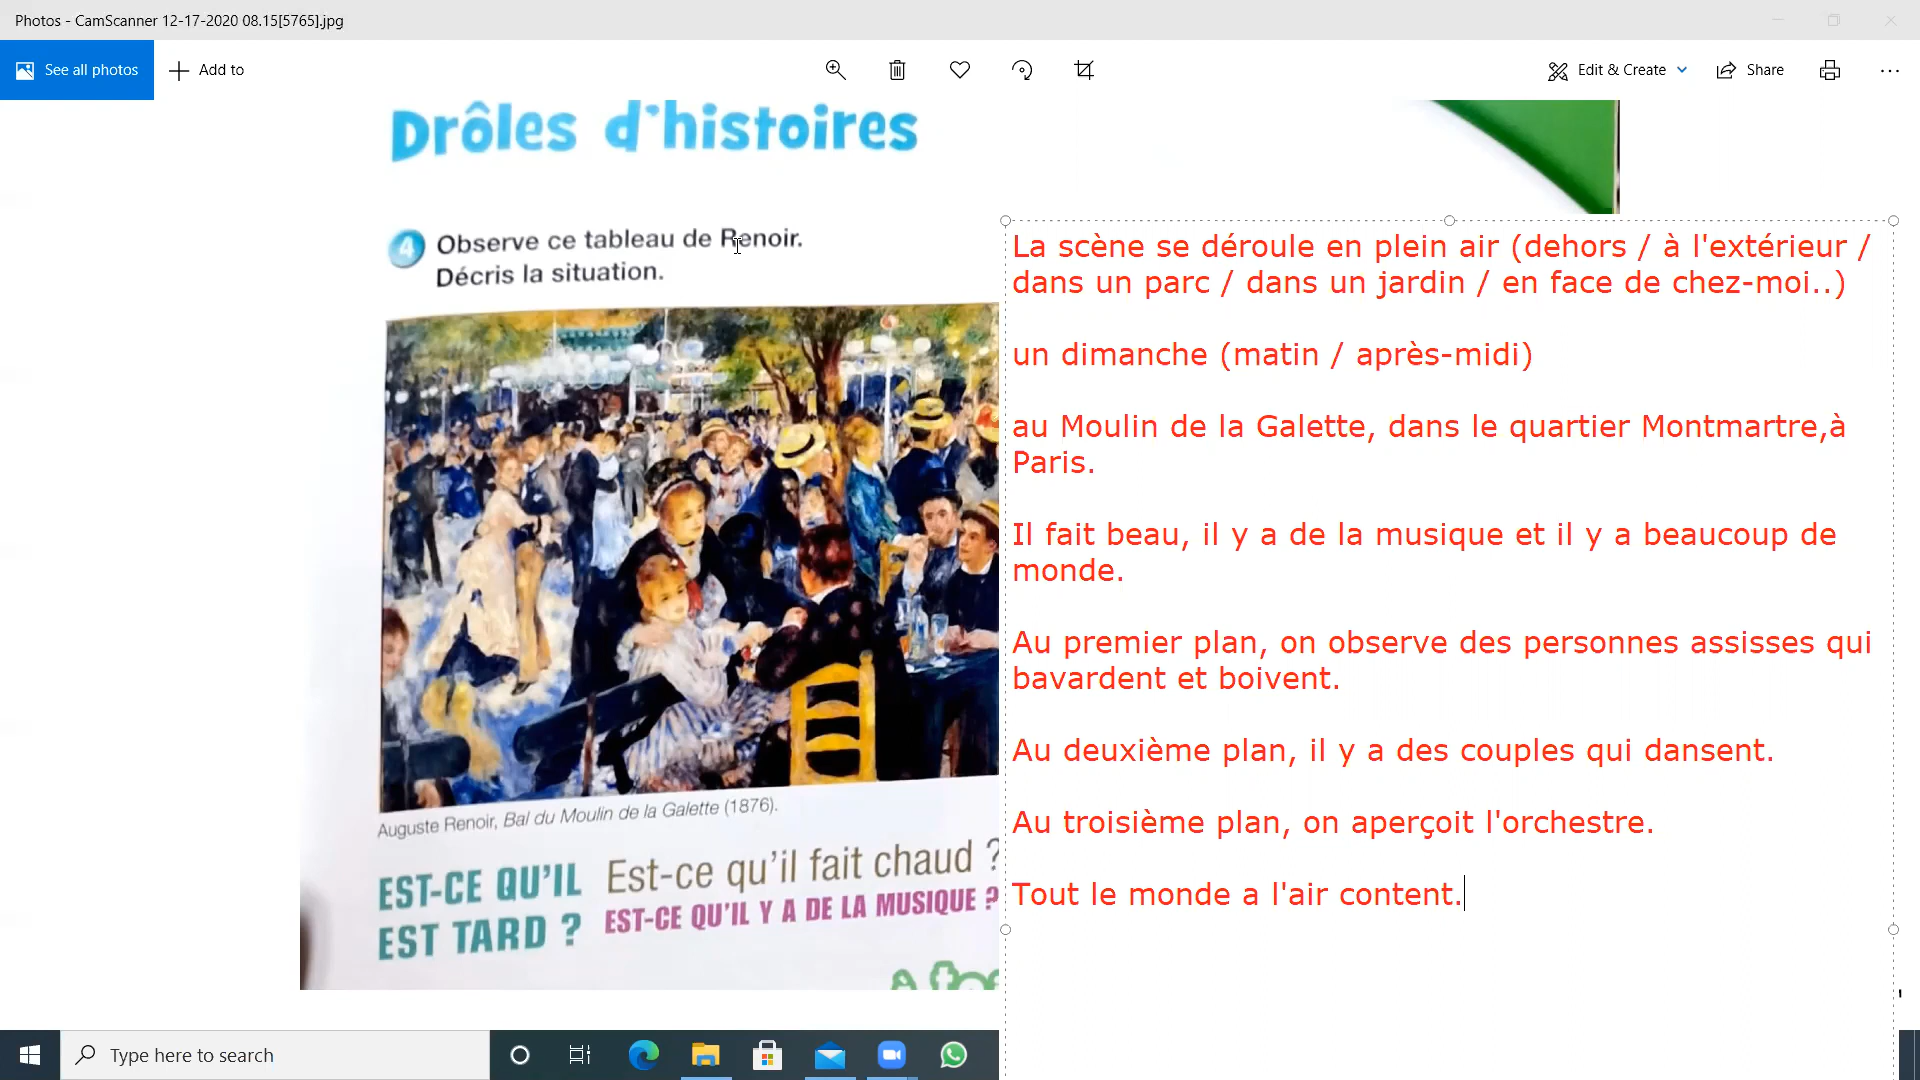 Photos - CamScanner 12-17-2020 08.15[5765].jpg
See all photos
Add to
Edit & Create
Share
Drôles d'histoires
4 Observe ce tableau de Renoir.
Décris la situation.
Auguste Renoir, Bal du Moulin de la Galette (1876).
EST-CE QU'IL
EST TARD ?
Est-ce qu'il fait chaud ?
EST-CE QU'IL Y A DE LA MUSIQUE ?
La scène se déroule en plein air (dehors / à l'extérieur /
dans un parc / dans un jardin / en face de chez-moi..)
un dimanche (matin / après-midi)
au Moulin de la Galette, dans le quartier Montmartre,à
Paris.
Il fait beau, il y a de la musique et il y a beaucoup de
monde.
Au premier plan, on observe des personnes assisses qui
bavardent et boivent.
Au deuxième plan, il y a des couples qui dansent.
Au troisième plan, on aperçoit l'orchestre.
Tout le monde a l'air content.
Type here to search